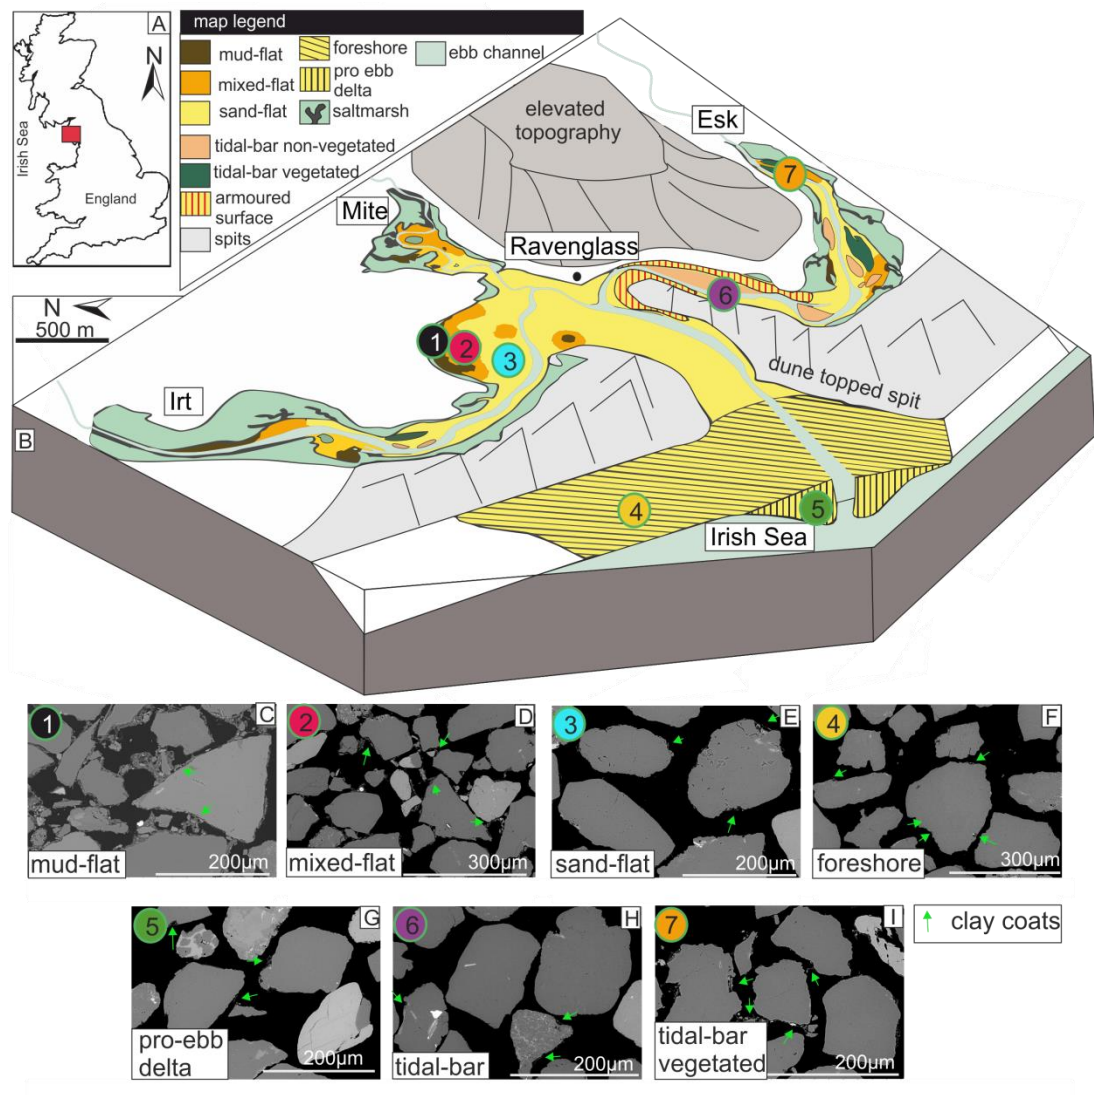 A
N
Irish Sea
England
map legend
mud-flat
mixed-flat
sand-flat
tidal-bar non-vegetated
tidal-bar vegetated
armoured
surface
spits
foreshore
pro ebb
delta
saltmarsh
ebb channel
elevated
topography
Esk
7
Mite
Ravenglass
6
N
500 m
1
2
3
dune topped spit
Irt
B
4
5
Irish Sea
1
C
mud-flat
200µm
2
D
mixed-flat
300µm
3
E
sand-flat
200µm
4
F
foreshore
300µm
5
G
pro-ebb
delta
200µm
6
H
tidal-bar
200µm
7
I
tidal-bar
vegetated
200µm
clay coats